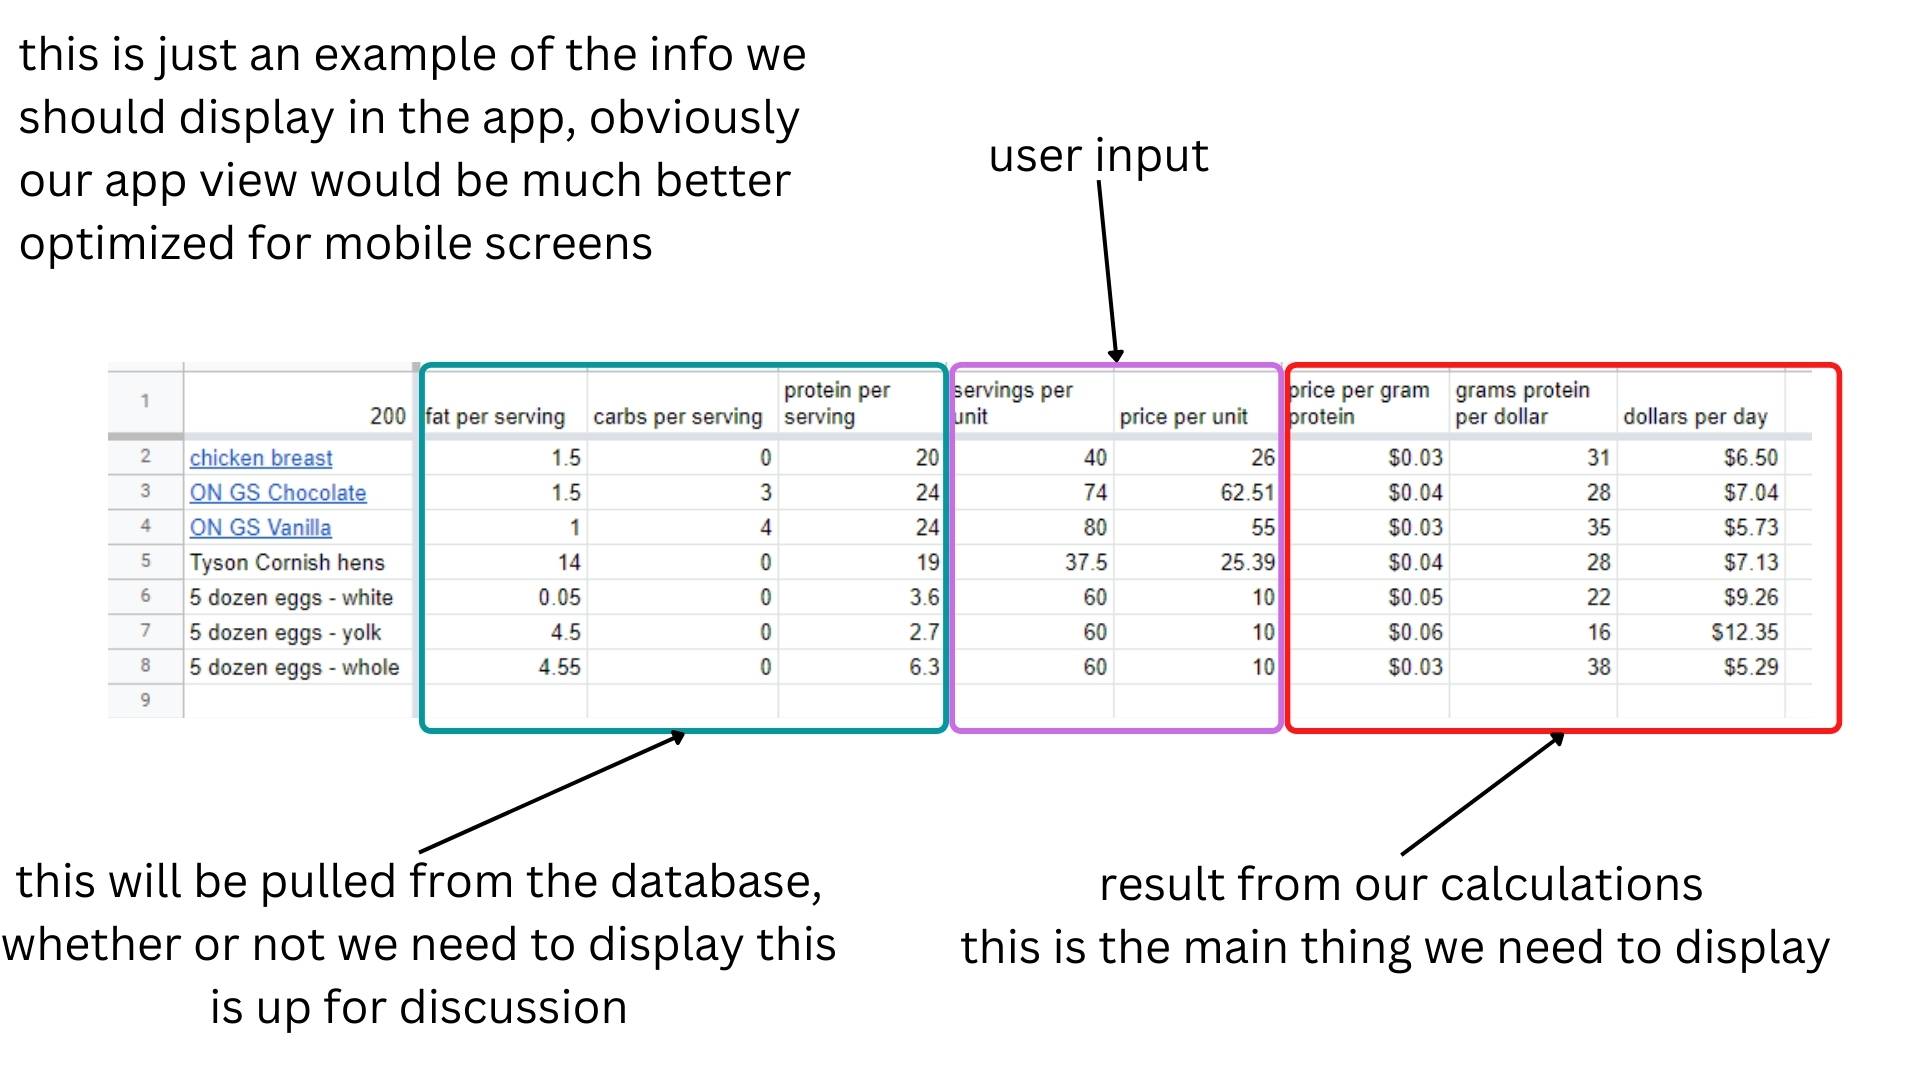 this is just an example of the info we
should display in the app, obviously
our app view would be much better
optimized for mobile screens
user input
1 200 fat per serving carbs per serving protein per serving servings per unit price per unit price per gram protein grams protein per dollar dollars per day
2 chicken breast 1.5 0 20 40 26 $0.03 31 $6.50
3 ON GS Chocolate 1.5 3 24 74 62.51 $0.04 28 $7.04
4 ON GS Vanilla 1 4 24 80 55 $0.03 35 $5.73
5 Tyson Cornish hens 14 0 19 37.5 25.39 $0.04 28 $7.13
6 5 dozen eggs - white 0.05 0 3.6 60 10 $0.05 22 $9.26
7 5 dozen eggs - yolk 4.5 0 2.7 60 10 $0.06 16 $12.35
8 5 dozen eggs - whole 4.55 0 6.3 60 10 $0.03 38 $5.29
9
this will be pulled from the database,
whether or not we need to display this
is up for discussion
result from our calculations
this is the main thing we need to display